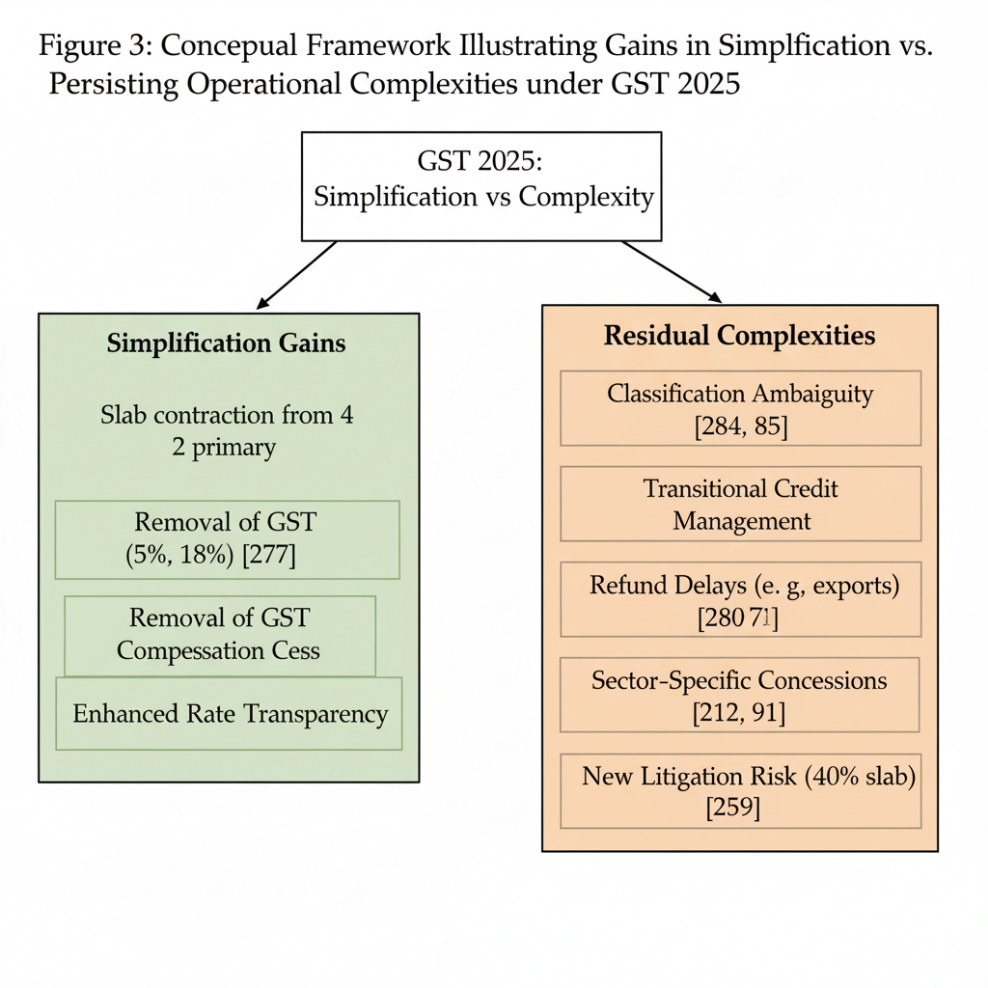 Figure 3: Concepual Framework Illustrating Gains in Simplfication vs.
Persisting Operational Complexities under GST 2025
GST 2025:
Simplification vs Complexity
Simplification Gains
Slab contraction from 4
2 primary
Removal of GST
(5%, 18%) [277]
Removal of GST
Compessation Cess
Enhanced Rate Transparency
Residual Complexities
Classification Ambaiguity
[284, 85]
Transitional Credit
Management
Refund Delays (e. g, exports)
[280
Sector-Specific Concessions
[212, 91]
New Litigation Risk (40% slab)
[259]